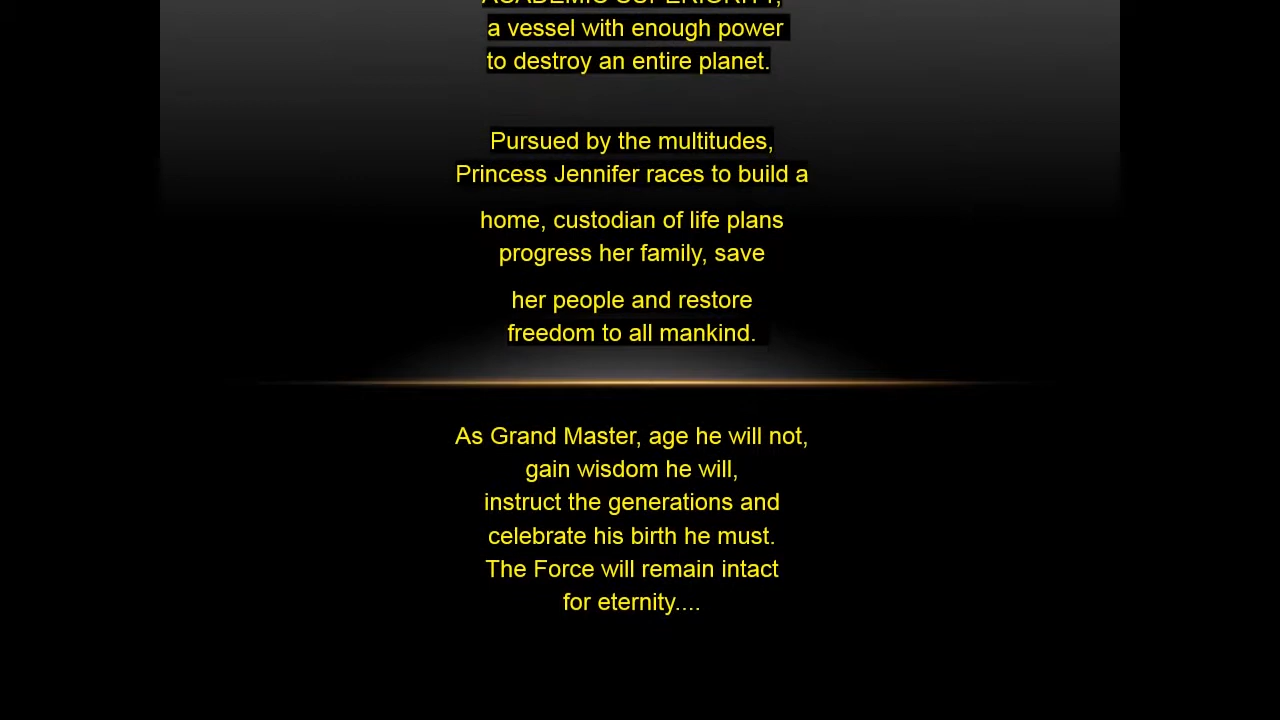 ACADEMIC SUPERIORITY,
a vessel with enough power
to destroy an entire planet.
Pursued by the multitudes,
Princess Jennifer races to build a
home, custodian of life plans
progress her family, save
her people and restore
freedom to all mankind.
As Grand Master, age he will not,
gain wisdom he will,
instruct the generations and
celebrate his birth he must.
The Force will remain intact
for eternity....